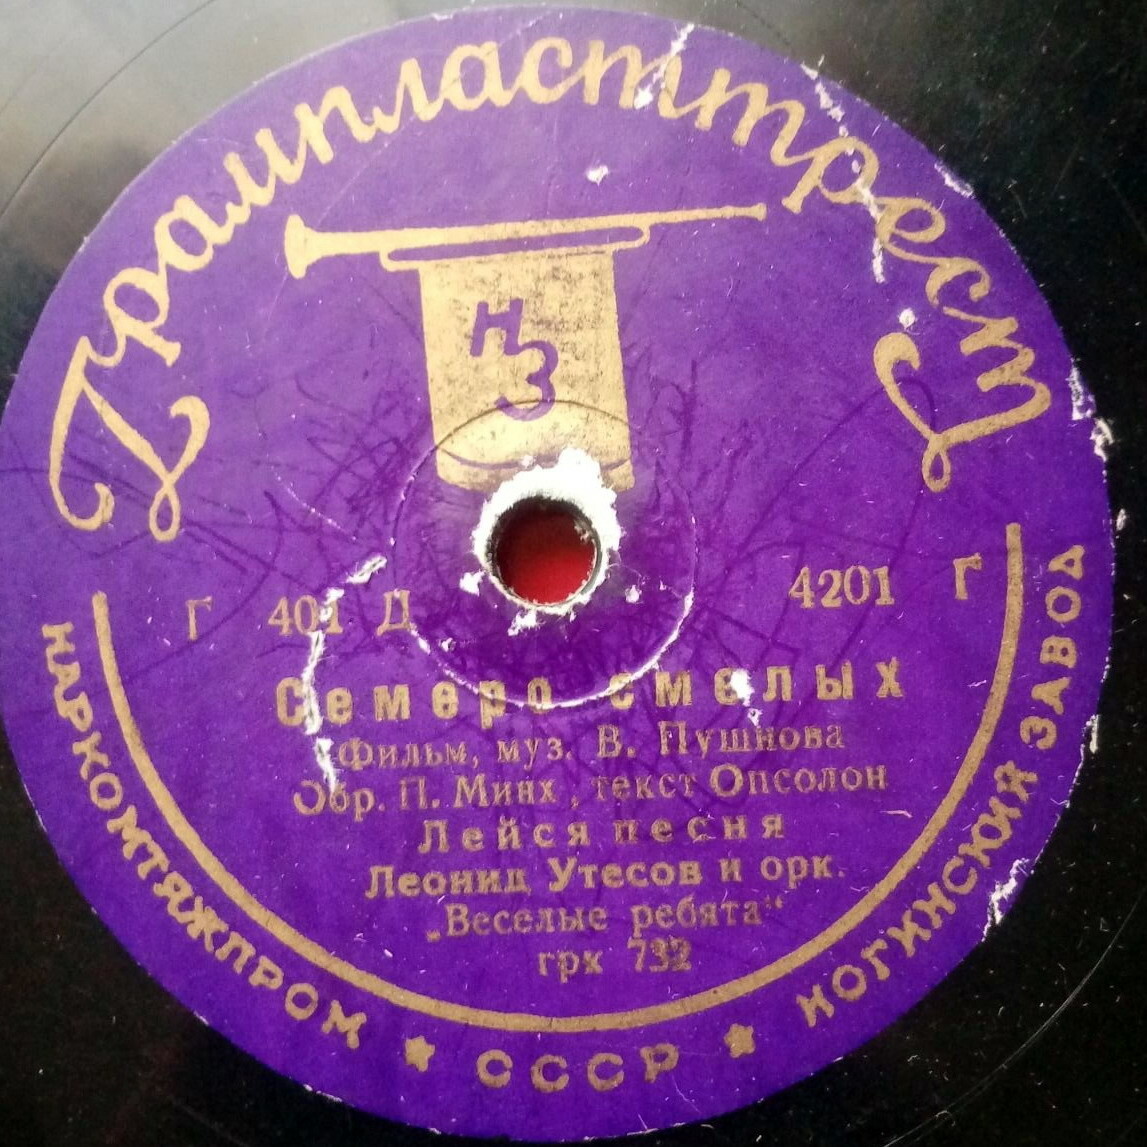 Грампласттрест
НЗ
Г 401 Д 4201 Г
Семеро смелых
Фильм, муз. В. Пушнова
Обр. П. Минх, текст Опсолон
Лейся песня
Леонид Утесов и орк.
„Веселые ребята“
грк 732
НАРКОМТЯЖПРОМ ★ СССР ★ НОГИНСКИЙ ЗАВОД